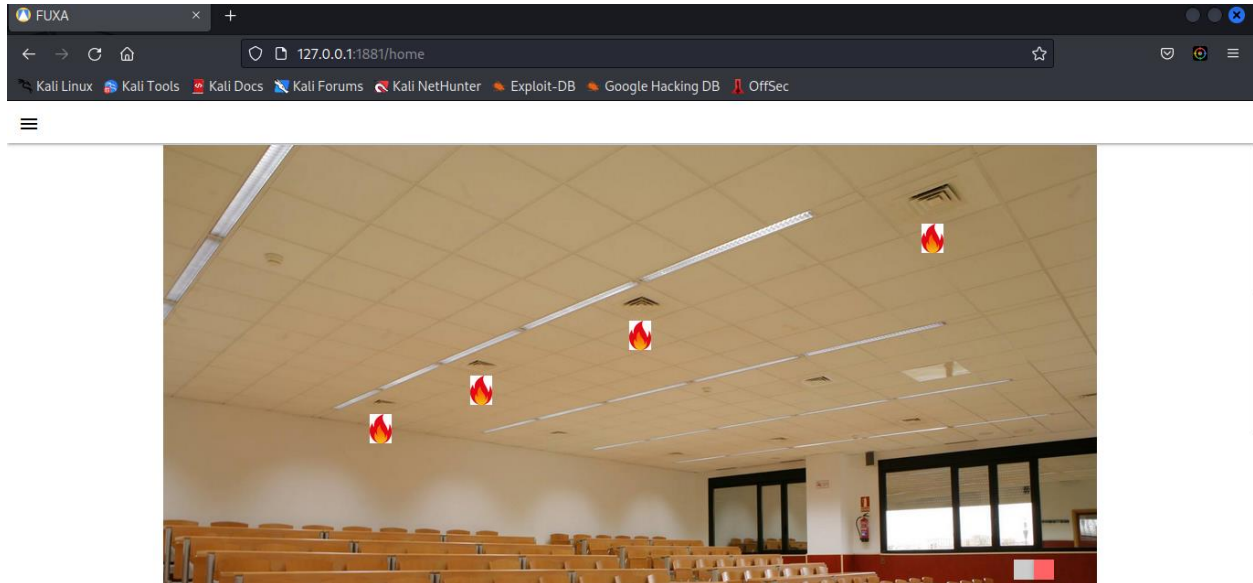 FUXA
127.0.0.1:1881/home
Kali Linux Kali Tools Kali Docs Kali Forums Kali NetHunter Exploit-DB Google Hacking DB OffSec